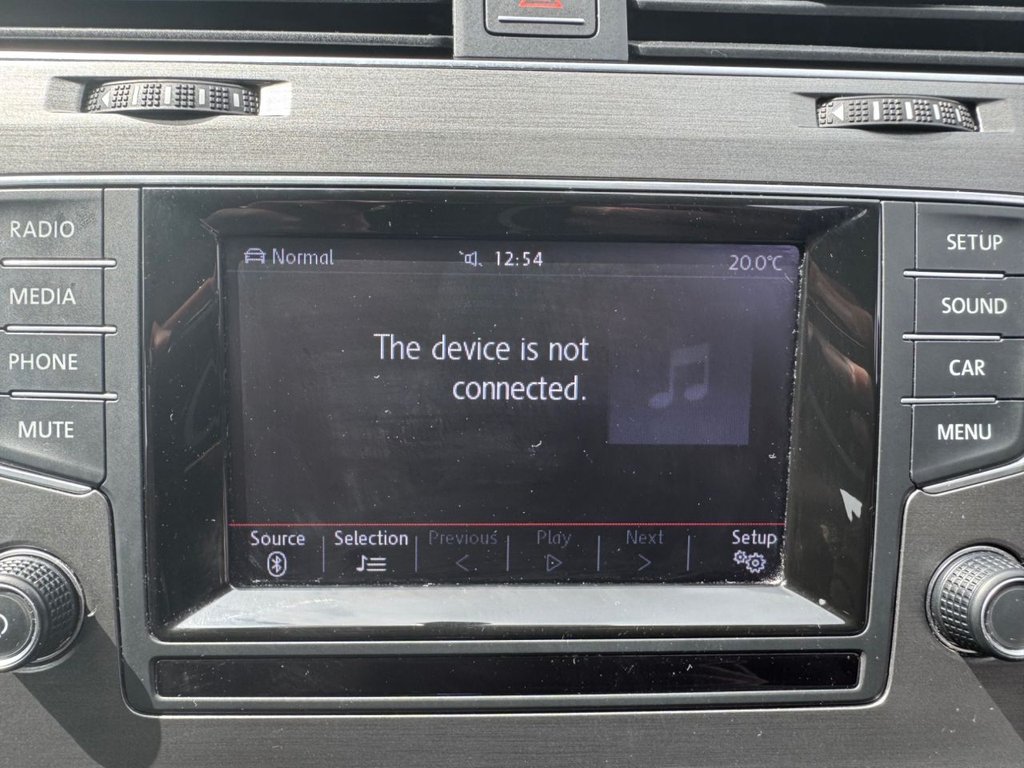 RADIO
MEDIA
PHONE
MUTE
Normal 12:54 20.0°C
The device is not
connected.
Source Selection Previous Play Next Setup
SETUP
SOUND
CAR
MENU